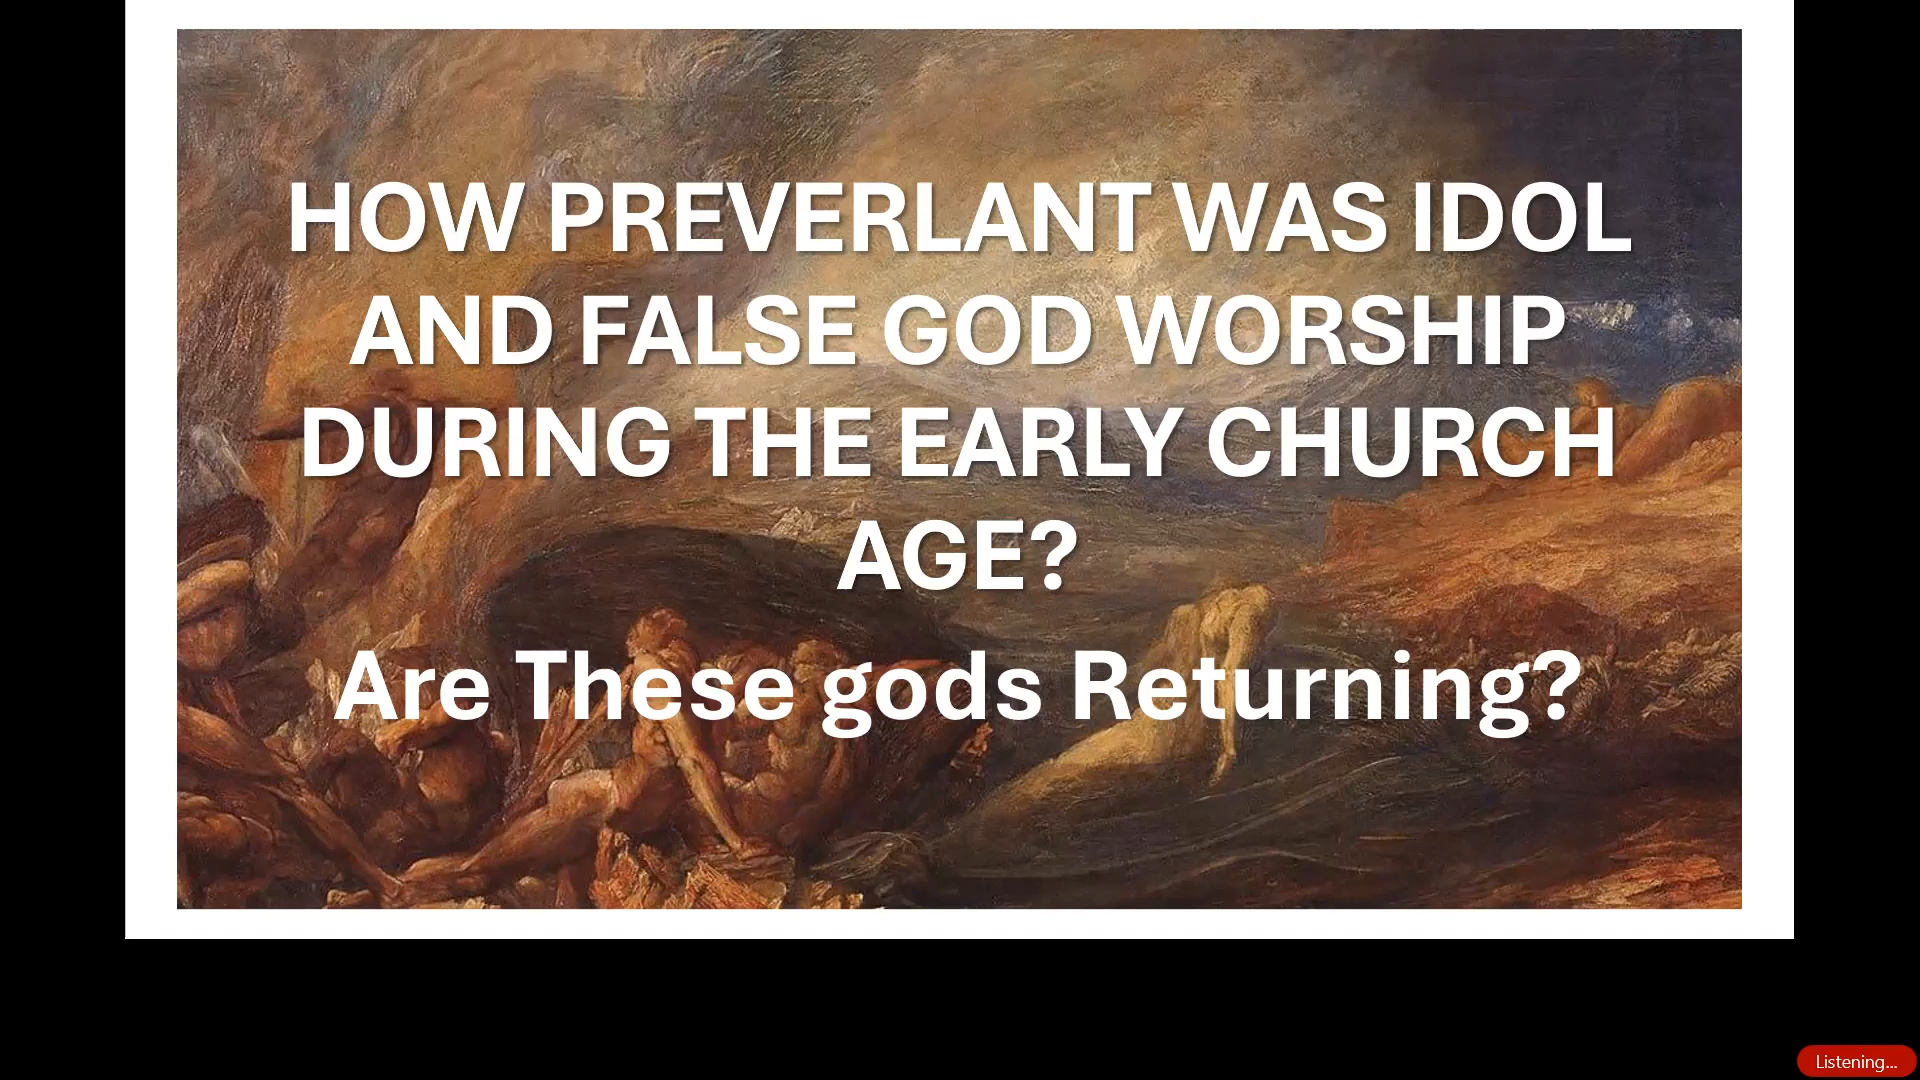 HOW PREVERLANT WAS IDOL
AND FALSE GOD WORSHIP
DURING THE EARLY CHURCH
AGE?
Are These gods Returning?
Listening...